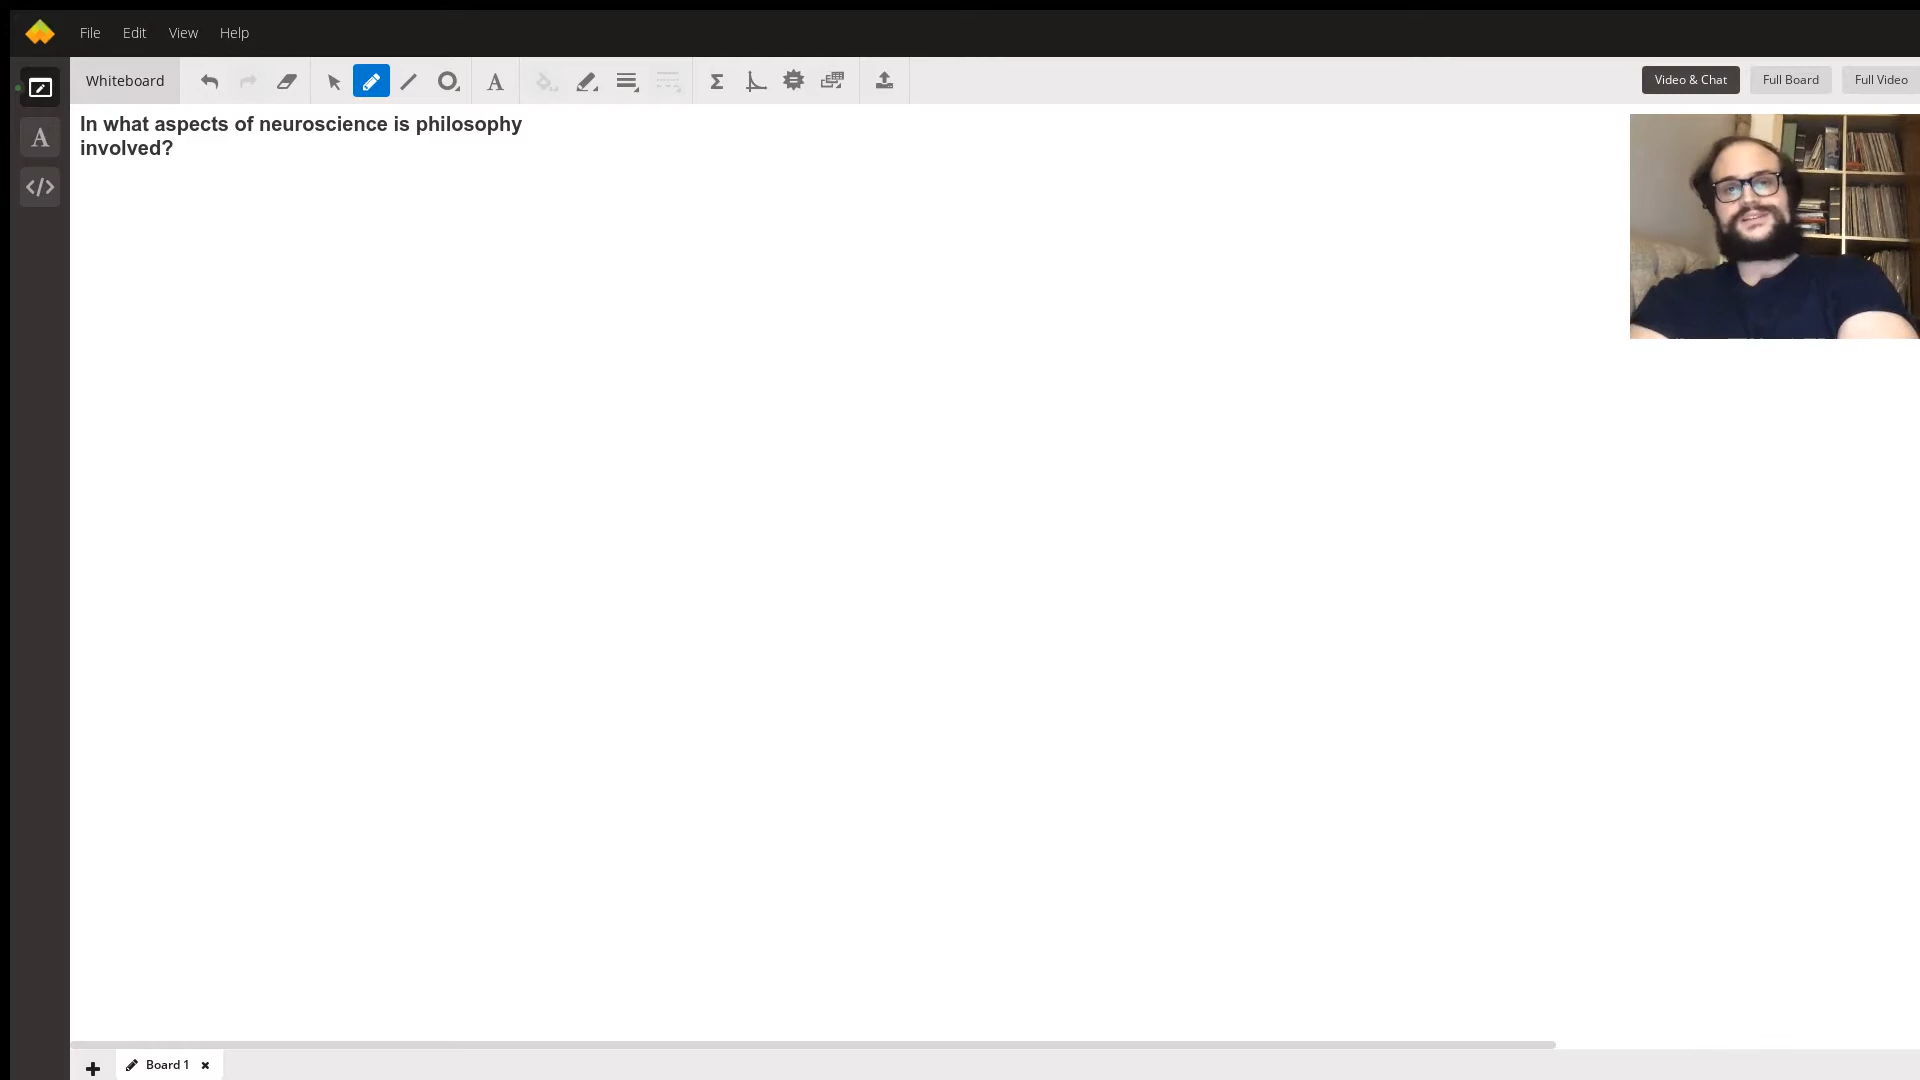 File Edit View Help
Whiteboard
A
Σ
Video & Chat Full Board Full Video
In what aspects of neuroscience is philosophy
involved?
A
</>
Board 1